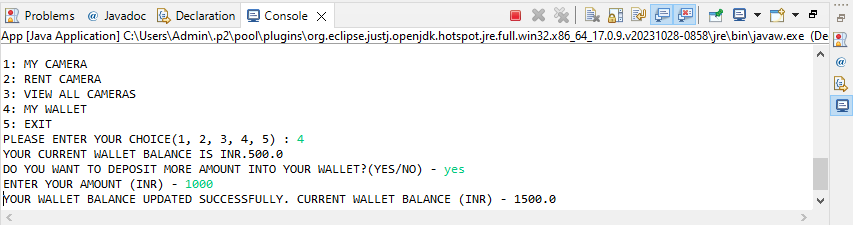 Problems @ Javadoc Declaration Console
App [Java Application] C:\Users\Admin\.p2\pool\plugins\org.eclipse.justj.openjdk.hotspot.jre.full.win32.x86_64_17.0.9.v20231028-0858\jre\bin\javaw.exe (De
1: MY CAMERA
2: RENT CAMERA
3: VIEW ALL CAMERAS
4: MY WALLET
5: EXIT
PLEASE ENTER YOUR CHOICE(1, 2, 3, 4, 5) : 4
YOUR CURRENT WALLET BALANCE IS INR.500.0
DO YOU WANT TO DEPOSIT MORE AMOUNT INTO YOUR WALLET?(YES/NO) - yes
ENTER YOUR AMOUNT (INR) - 1000
YOUR WALLET BALANCE UPDATED SUCCESSFULLY. CURRENT WALLET BALANCE (INR) - 1500.0